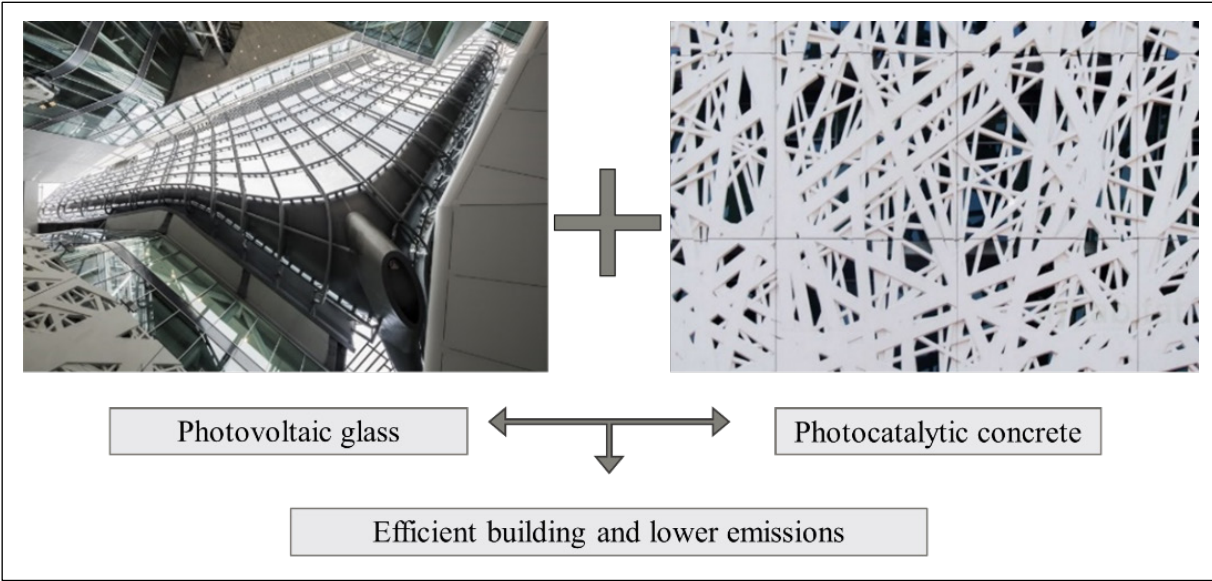 Photovoltaic glass
Photocatalytic concrete
Efficient building and lower emissions